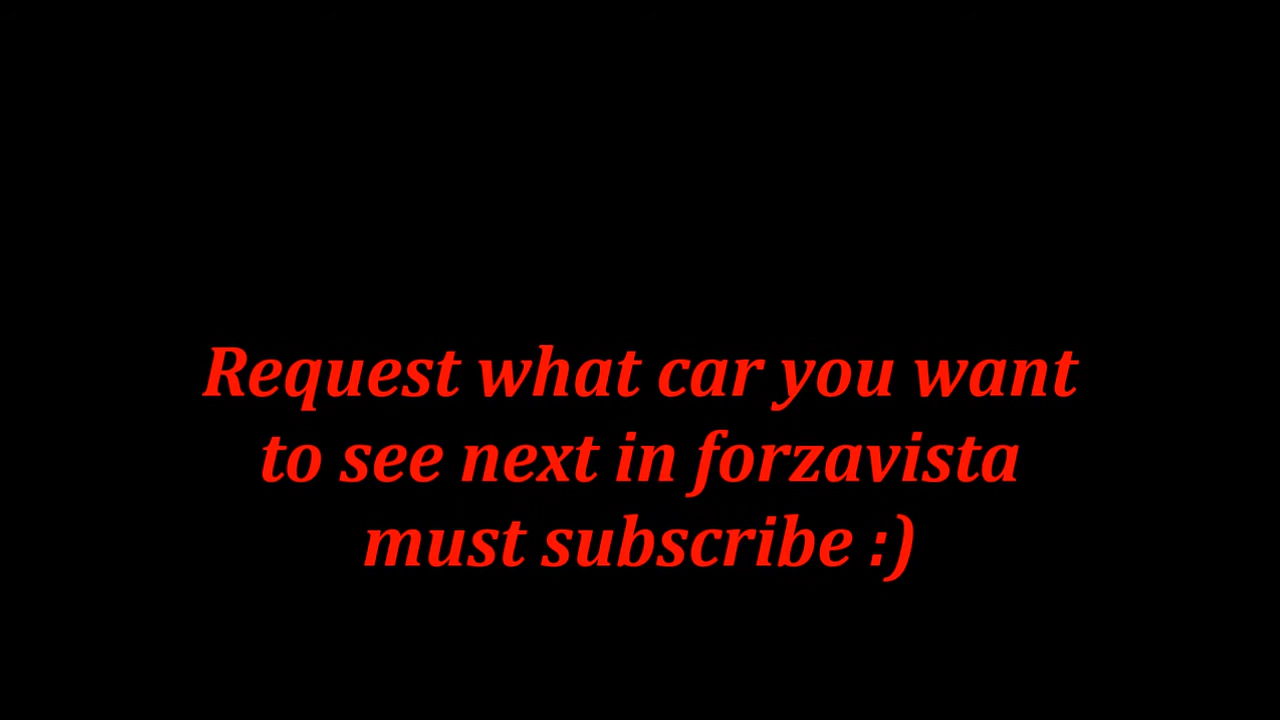 Request what car you want
to see next in forzavista
must subscribe :)